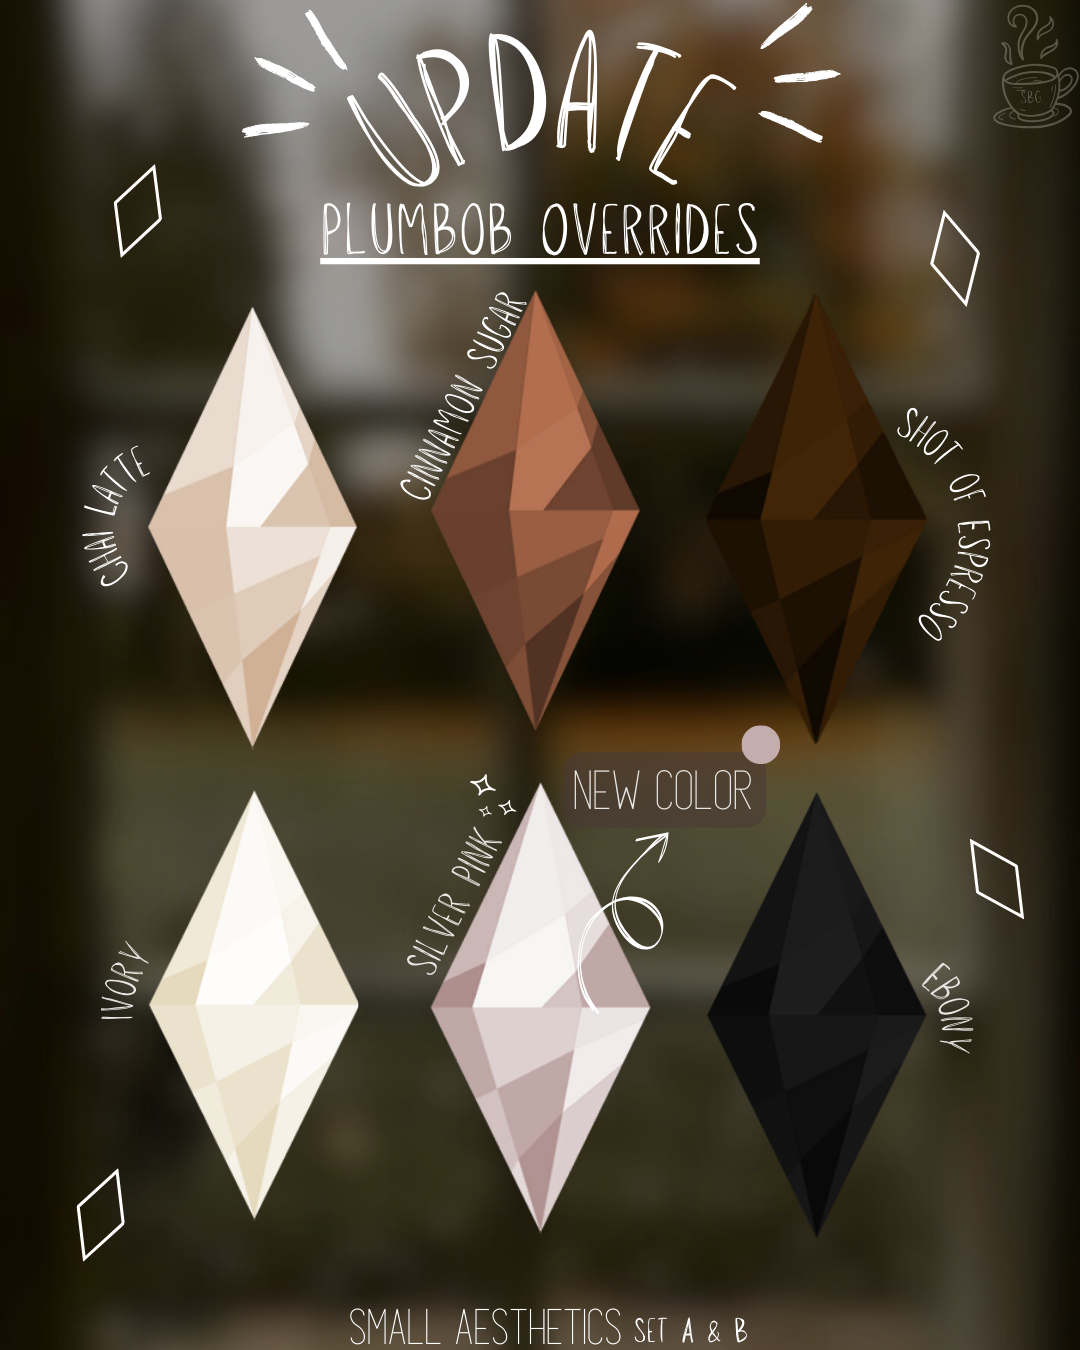 UPDATE
PLUMBOB OVERRIDES
CHAI LATTE
CINNAMON SUGAR
SHOT OF ESPRESSO
NEW COLOR
IVORY
SILVER PINK
EBONY
SMALL AESTHETICS SET A & B
SBG.